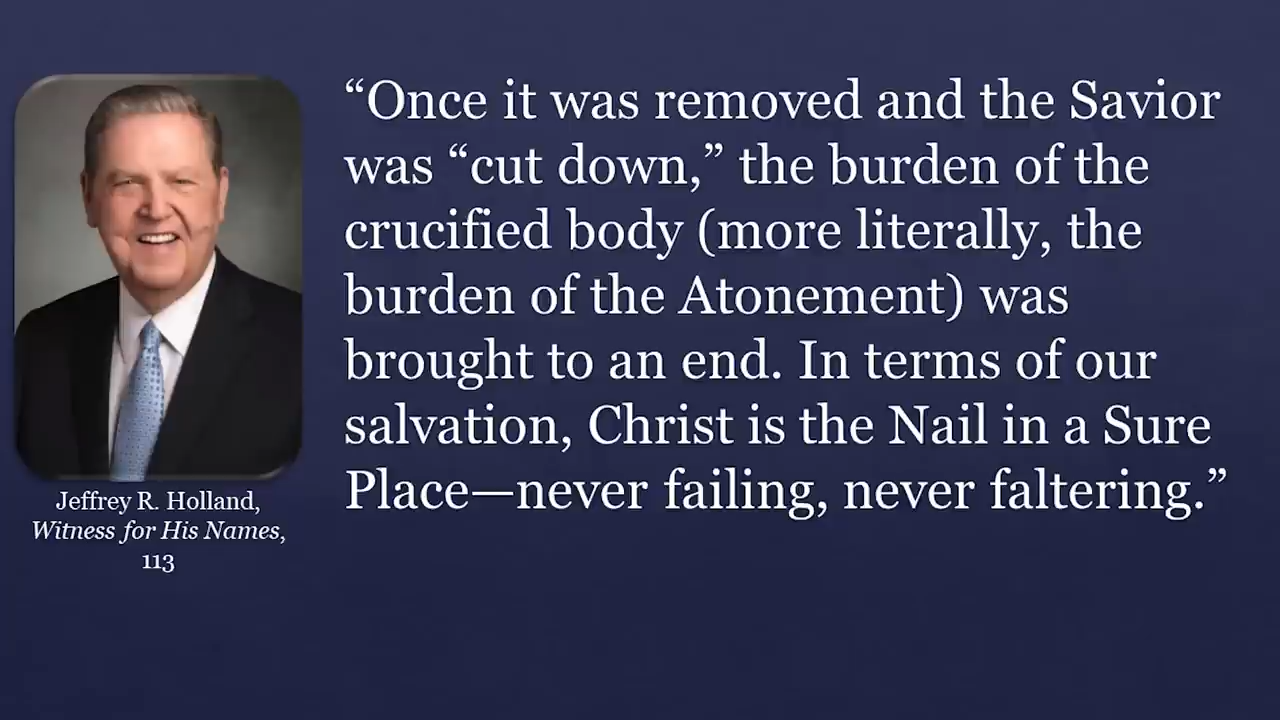 “Once it was removed and the Savior
was “cut down,” the burden of the
crucified body (more literally, the
burden of the Atonement) was
brought to an end. In terms of our
salvation, Christ is the Nail in a Sure
Place—never failing, never faltering.”
Jeffrey R. Holland,
Witness for His Names,
113